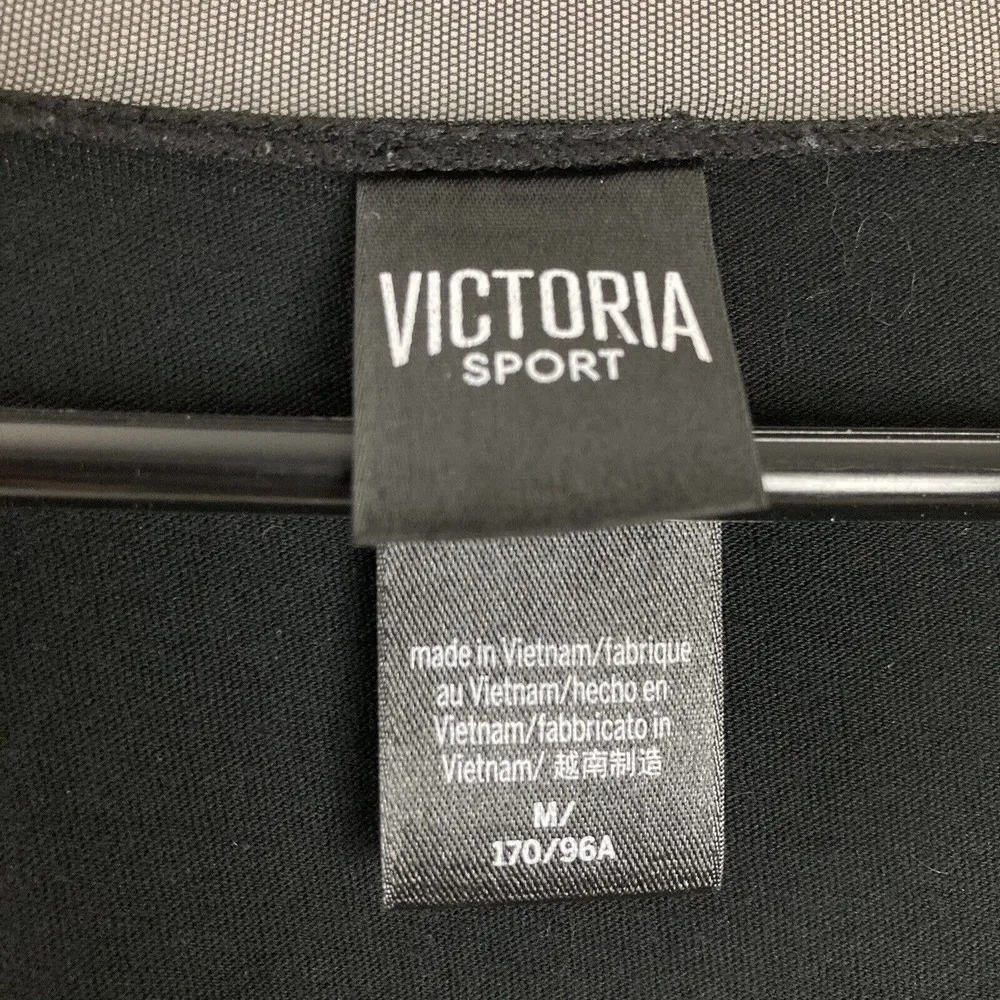 VICTORIA
SPORT
made in Vietnam/fabrique
au Vietnam/hecho en
Vietnam/fabbricato in
Vietnam/ 越南制造
M/
170/96A